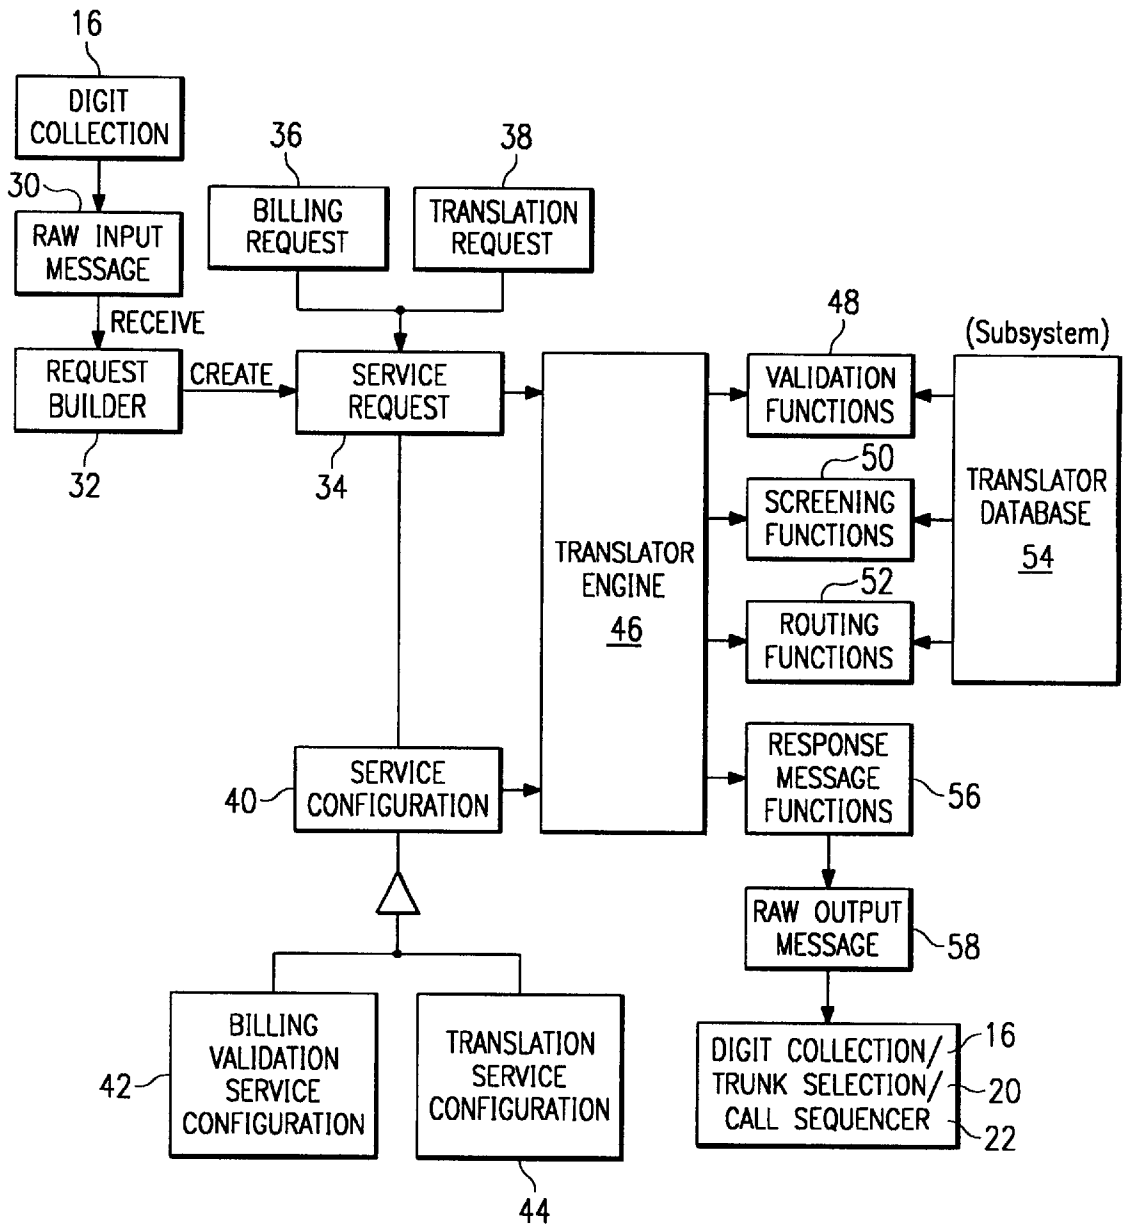 16
DIGIT
COLLECTION
30
RAW INPUT
MESSAGE
RECEIVE
REQUEST
BUILDER
32
CREATE
36
BILLING
REQUEST
38
TRANSLATION
REQUEST
SERVICE
REQUEST
34
TRANSLATOR
ENGINE
46
48
VALIDATION
FUNCTIONS
50
SCREENING
FUNCTIONS
52
ROUTING
FUNCTIONS
(Subsystem)
TRANSLATOR
DATABASE
54
SERVICE
CONFIGURATION
40
RESPONSE
MESSAGE
FUNCTIONS
56
RAW OUTPUT
MESSAGE
58
BILLING
VALIDATION
SERVICE
CONFIGURATION
42
TRANSLATION
SERVICE
CONFIGURATION
44
DIGIT COLLECTION/ 16
TRUNK SELECTION/ 20
CALL SEQUENCER 22